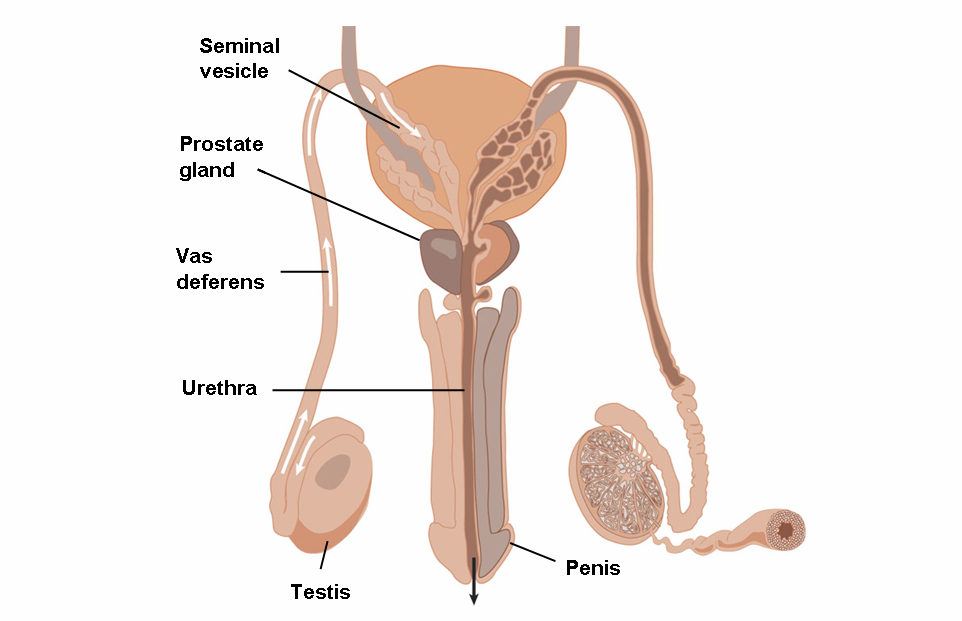 Seminal
vesicle
Prostate
gland
Vas
deferens
Urethra
Testis
Penis